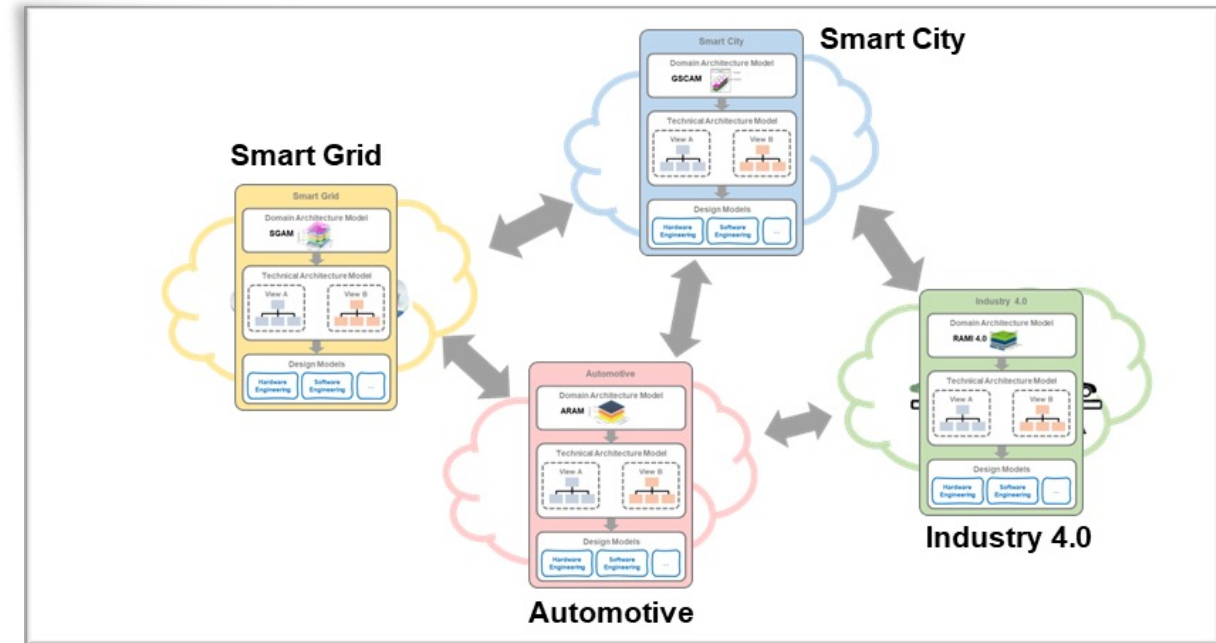 Smart City
Smart City
Domain Architecture Model
GSCAM
Technical Architecture Model
View A
View B
Design Models
Hardware
Engineering
Software
Engineering
...
Smart Grid
Smart Grid
Domain Architecture Model
SGAM
Technical Architecture Model
View A
View B
Design Models
Hardware
Engineering
Software
Engineering
...
Industry 4.0
Domain Architecture Model
RAMI 4.0
Technical Architecture Model
View A
View B
Design Models
Hardware
Engineering
Software
Engineering
...
Industry 4.0
Automotive
Domain Architecture Model
ARAM
Technical Architecture Model
View A
View B
Design Models
Hardware
Engineering
Software
Engineering
...
Automotive